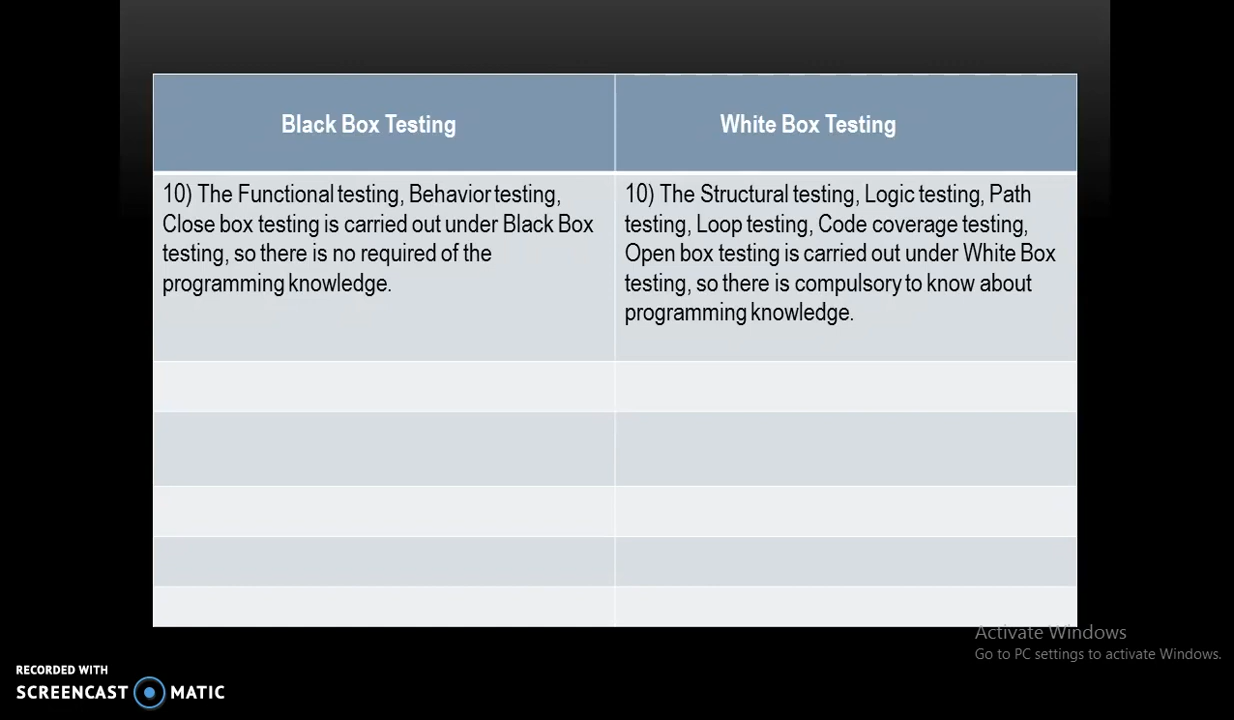 Black Box Testing
White Box Testing
10) The Functional testing, Behavior testing,
Close box testing is carried out under Black Box
testing, so there is no required of the
programming knowledge.
10) The Structural testing, Logic testing, Path
testing, Loop testing, Code coverage testing,
Open box testing is carried out under White Box
testing, so there is compulsory to know about
programming knowledge.
Activate Windows
Go to PC settings to activate Windows.
RECORDED WITH
SCREENCAST MATIC